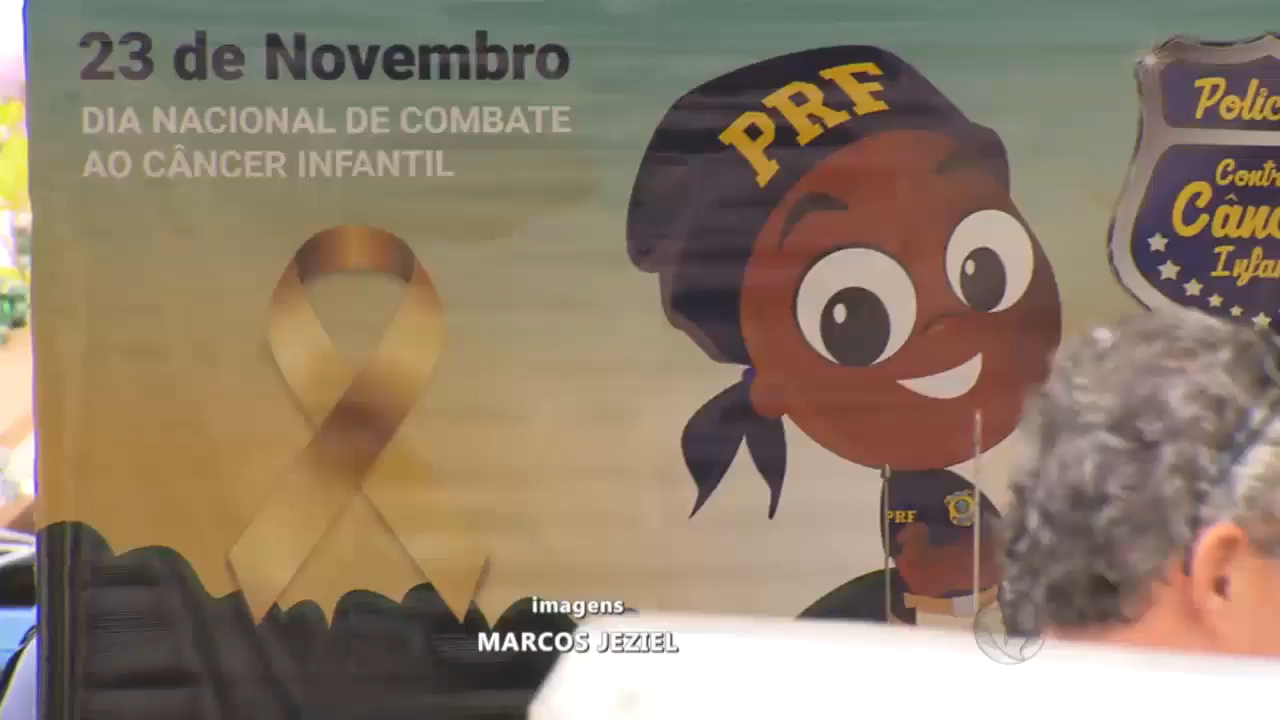 23 de Novembro
DIA NACIONAL DE COMBATE
AO CÂNCER INFANTIL
PRF
PRF
imagens
MARCOS JEZIEL